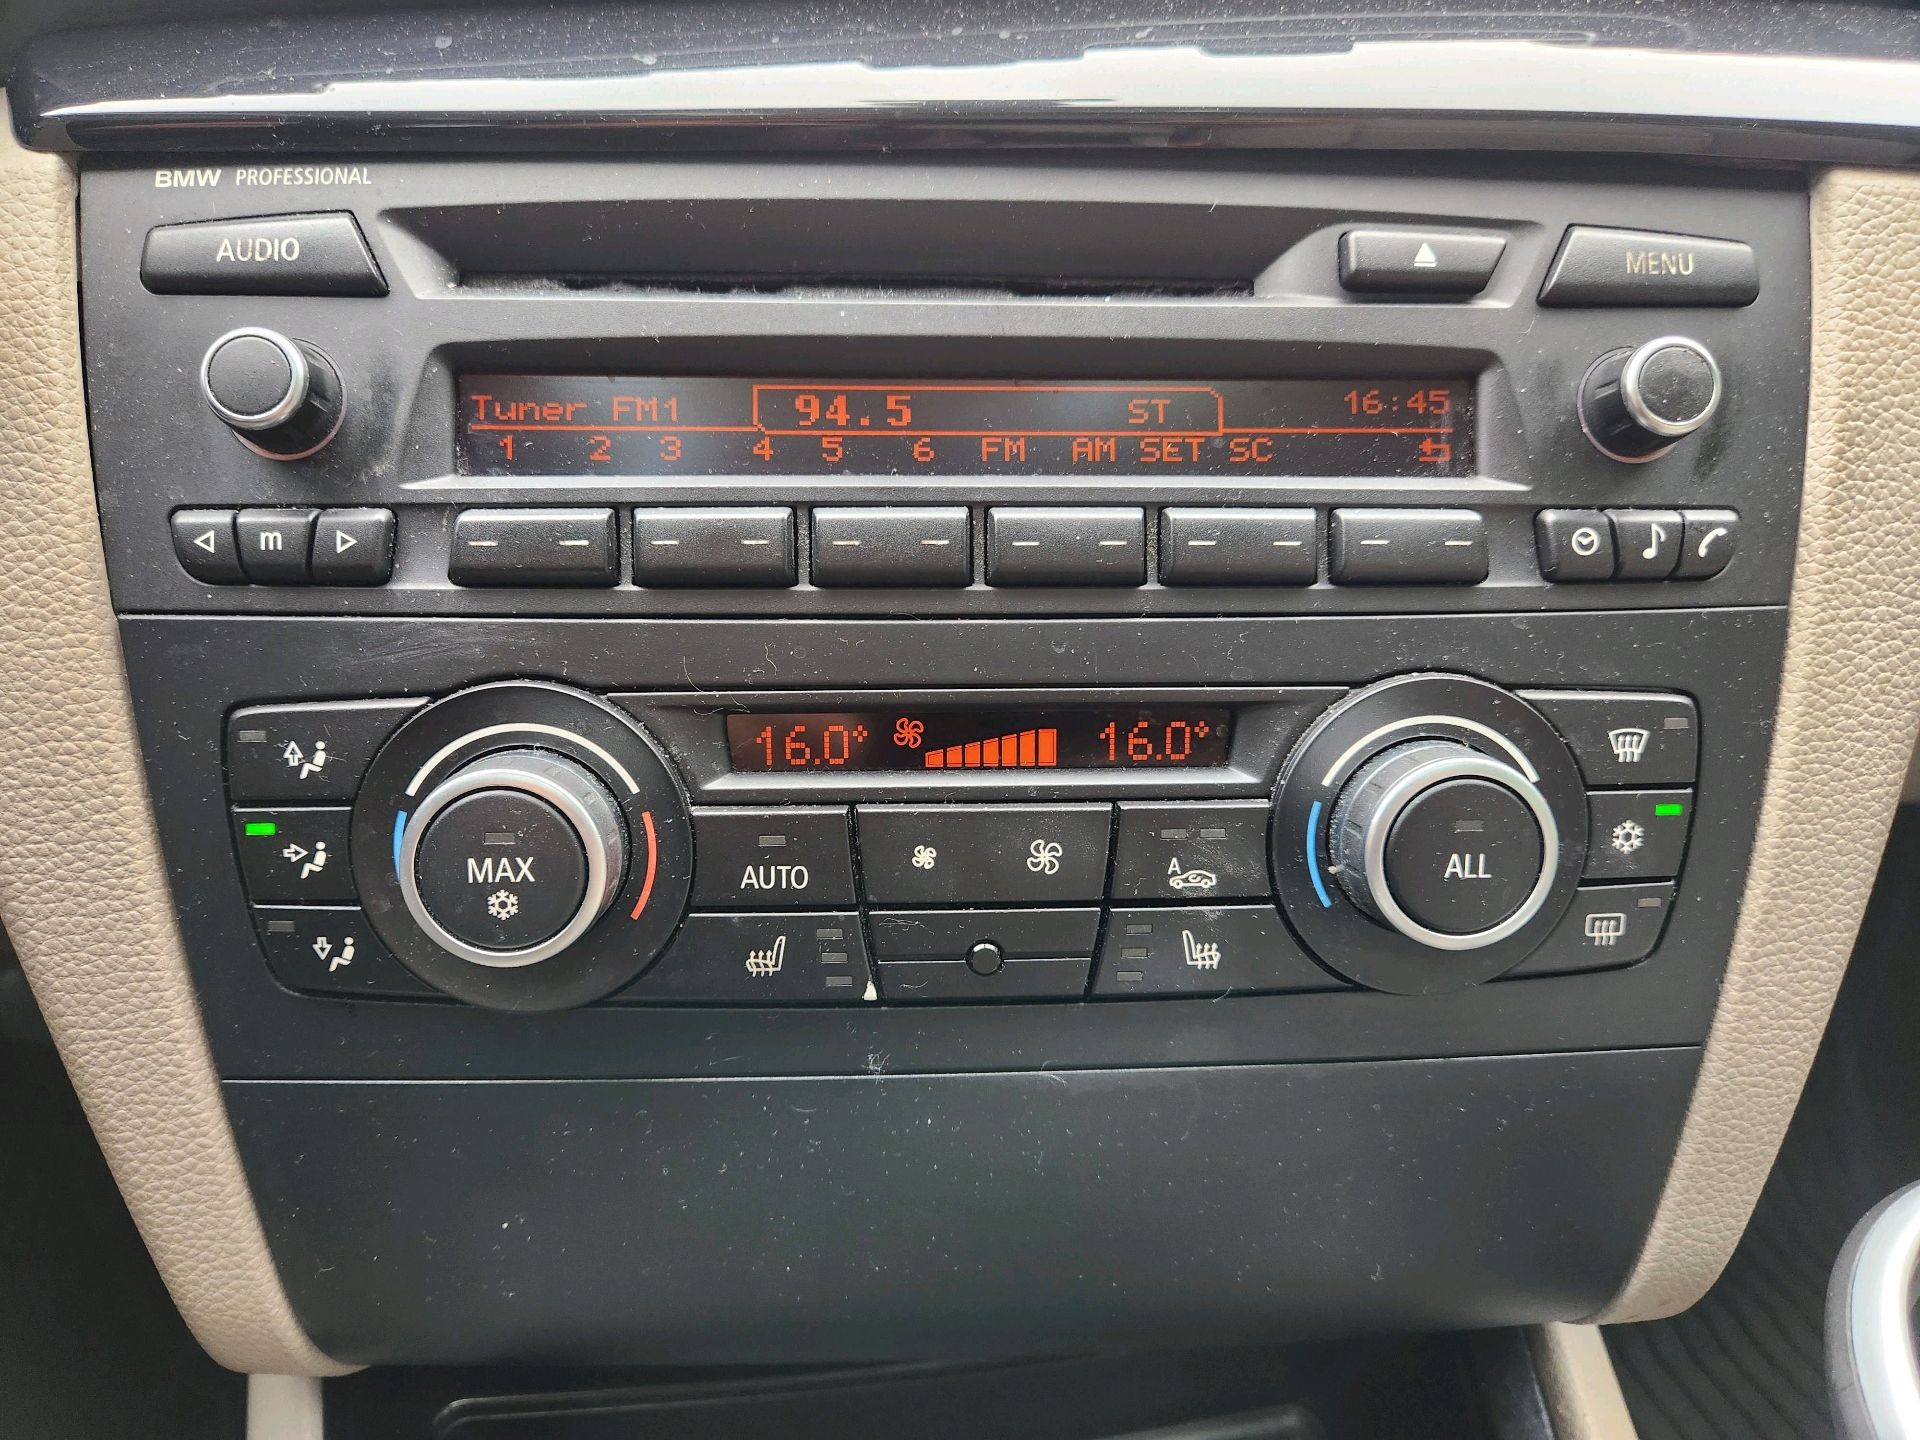 BMW PROFESSIONAL
AUDIO
MENU
Tuner FM1 94.5 ST 16:45
1 2 3 4 5 6 FM AM SET SC
m
16.0° 16.0°
MAX
AUTO
A
ALL